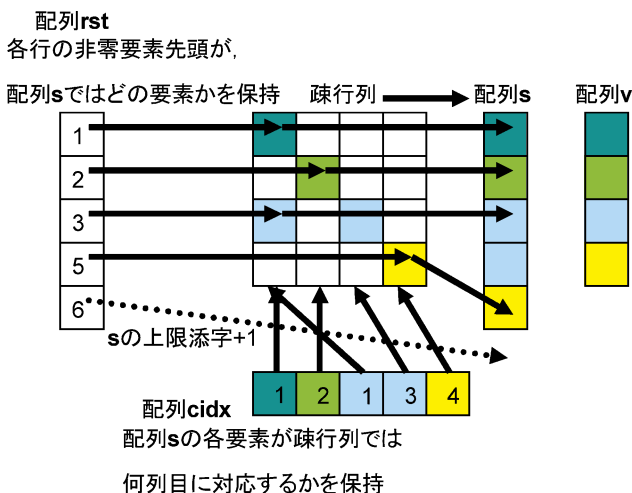 配列rst
各行の非零要素先頭が,
配列sではどの要素かを保持
疎行列
配列s
配列v
1
2
3
5
6
sの上限添字+1
配列cidx
1
2
1
3
4
配列sの各要素が疎行列では
何列目に対応するかを保持